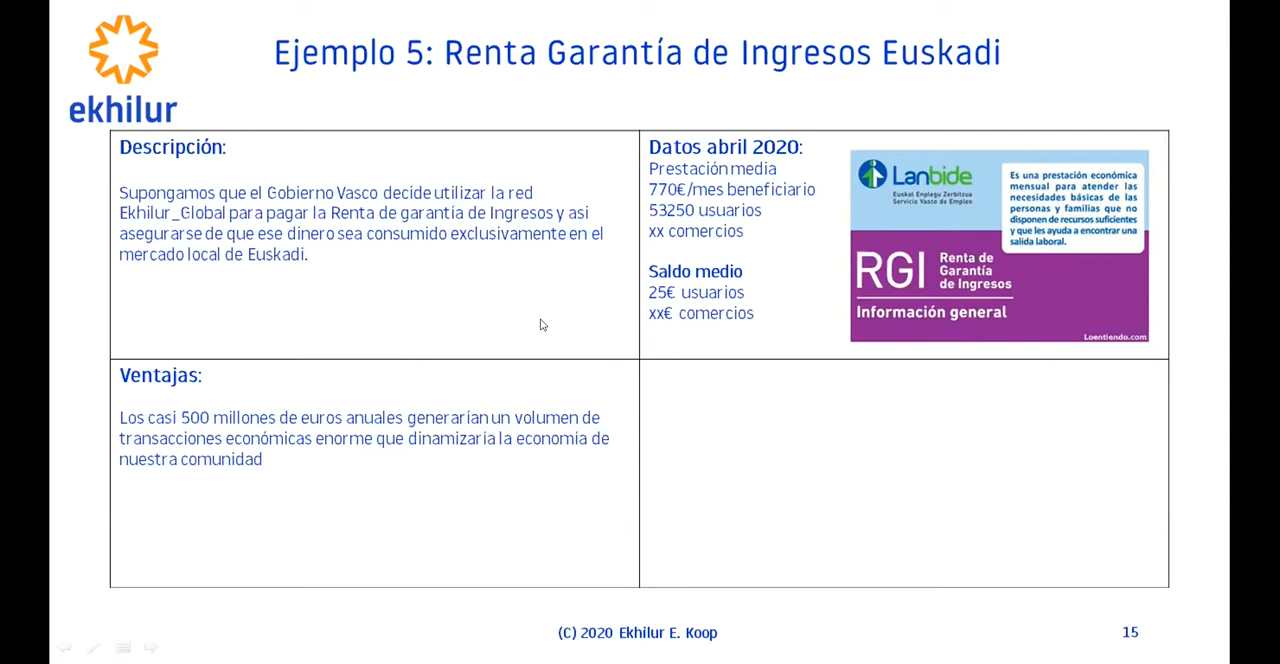 ekhilur
Ejemplo 5: Renta Garantía de Ingresos Euskadi
Descripción:
Supongamos que el Gobierno Vasco decide utilizar la red
Ekhilur_Global para pagar la Renta de garantía de Ingresos y asi
asegurarse de que ese dinero sea consumido exclusivamente en el
mercado local de Euskadi.
Datos abril 2020:
Prestación media
770€/mes beneficiario
53250 usuarios
xx comercios
Saldo medio
25€ usuarios
xx€ comercios
Lanbide
Euskal Enplegu Zerbitzua
Servicio Vasco de Empleo
Es una prestación económica
mensual para atender las
necesidades básicas de las
personas y familias que no
disponen de recursos suficientes
y que les ayuda a encontrar una
salida laboral.
RGI
Renta de
Garantía
de Ingresos
Información general
Loentiendo.com
Ventajas:
Los casi 500 millones de euros anuales generarían un volumen de
transacciones económicas enorme que dinamizaría la economía de
nuestra comunidad
(C) 2020 Ekhilur E. Koop
15